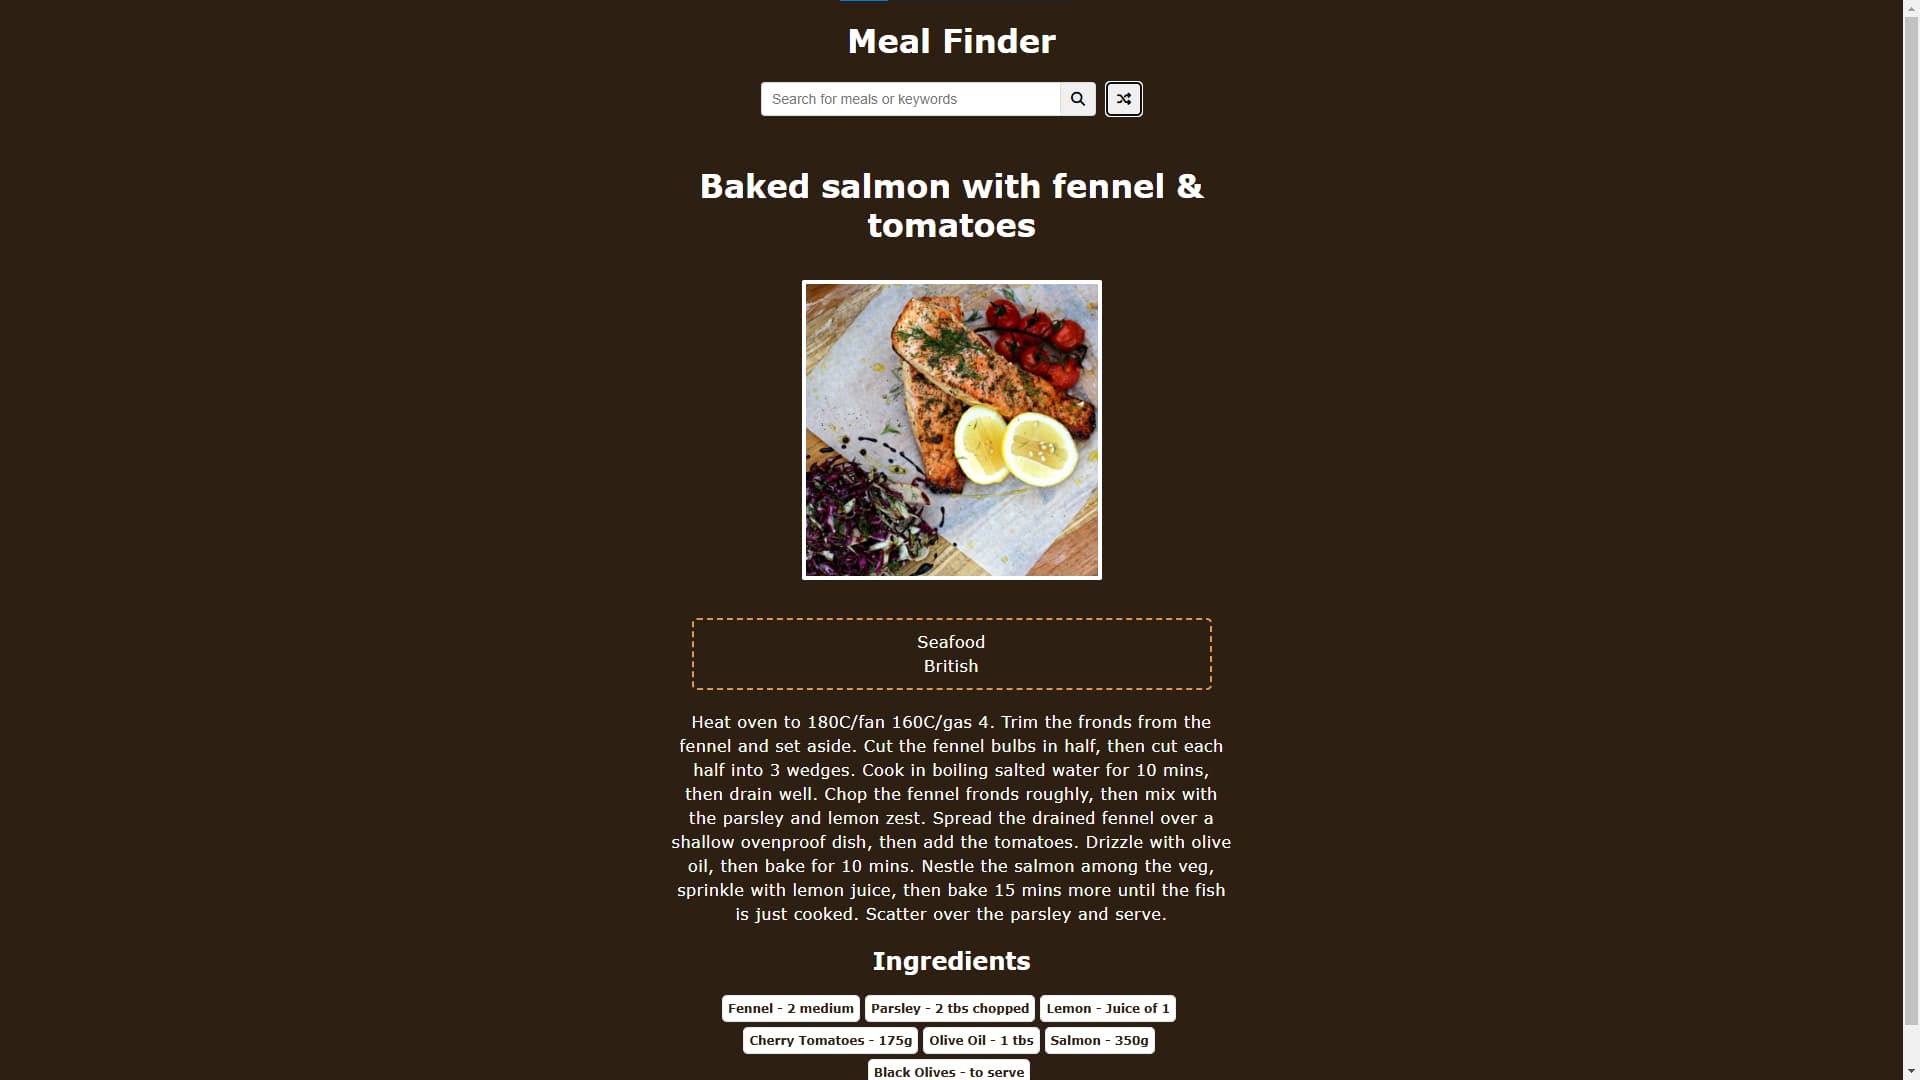 Meal Finder
Search for meals or keywords
Baked salmon with fennel &
tomatoes
Seafood
British
Heat oven to 180C/fan 160C/gas 4. Trim the fronds from the
fennel and set aside. Cut the fennel bulbs in half, then cut each
half into 3 wedges. Cook in boiling salted water for 10 mins,
then drain well. Chop the fennel fronds roughly, then mix with
the parsley and lemon zest. Spread the drained fennel over a
shallow ovenproof dish, then add the tomatoes. Drizzle with olive
oil, then bake for 10 mins. Nestle the salmon among the veg,
sprinkle with lemon juice, then bake 15 mins more until the fish
is just cooked. Scatter over the parsley and serve.
Ingredients
Fennel - 2 medium Parsley - 2 tbs chopped Lemon - Juice of 1
Cherry Tomatoes - 175g Olive Oil - 1 tbs Salmon - 350g
Black Olives - to serve